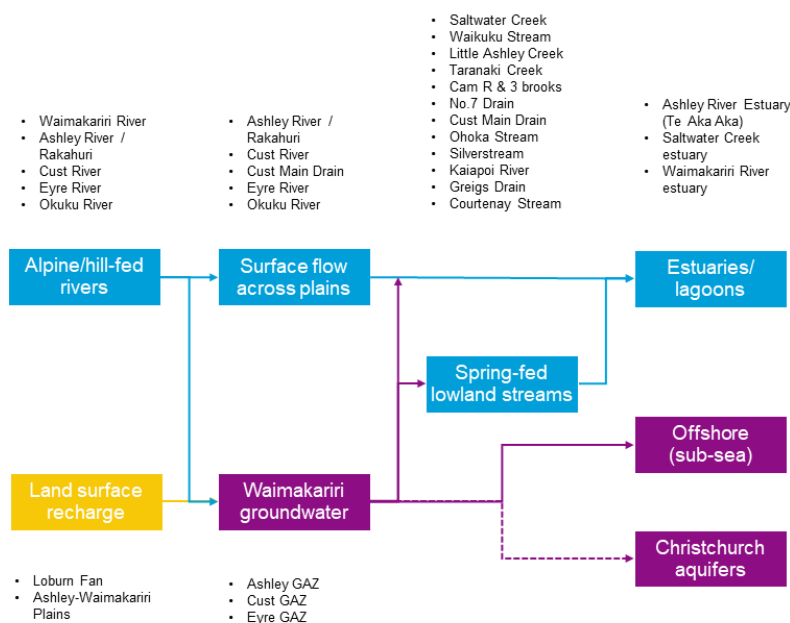 • Saltwater Creek
• Waikuku Stream
• Little Ashley Creek
• Taranaki Creek
• Cam R & 3 brooks
• No.7 Drain
• Cust Main Drain
• Ohoka Stream
• Silverstream
• Kaiapoi River
• Greigs Drain
• Courtenay Stream
• Waimakariri River
• Ashley River /
Rakahuri
• Cust River
• Eyre River
• Okuku River
• Ashley River /
Rakahuri
• Cust River
• Cust Main Drain
• Eyre River
• Okuku River
• Ashley River Estuary
(Te Aka Aka)
• Saltwater Creek
estuary
• Waimakariri River
estuary
Alpine/hill-fed
rivers
Surface flow
across plains
Estuaries/
lagoons
Spring-fed
lowland streams
Offshore
(sub-sea)
Land surface
recharge
Waimakariri
groundwater
Christchurch
aquifers
• Loburn Fan
• Ashley-Waimakariri
Plains
• Ashley GAZ
• Cust GAZ
• Eyre GAZ